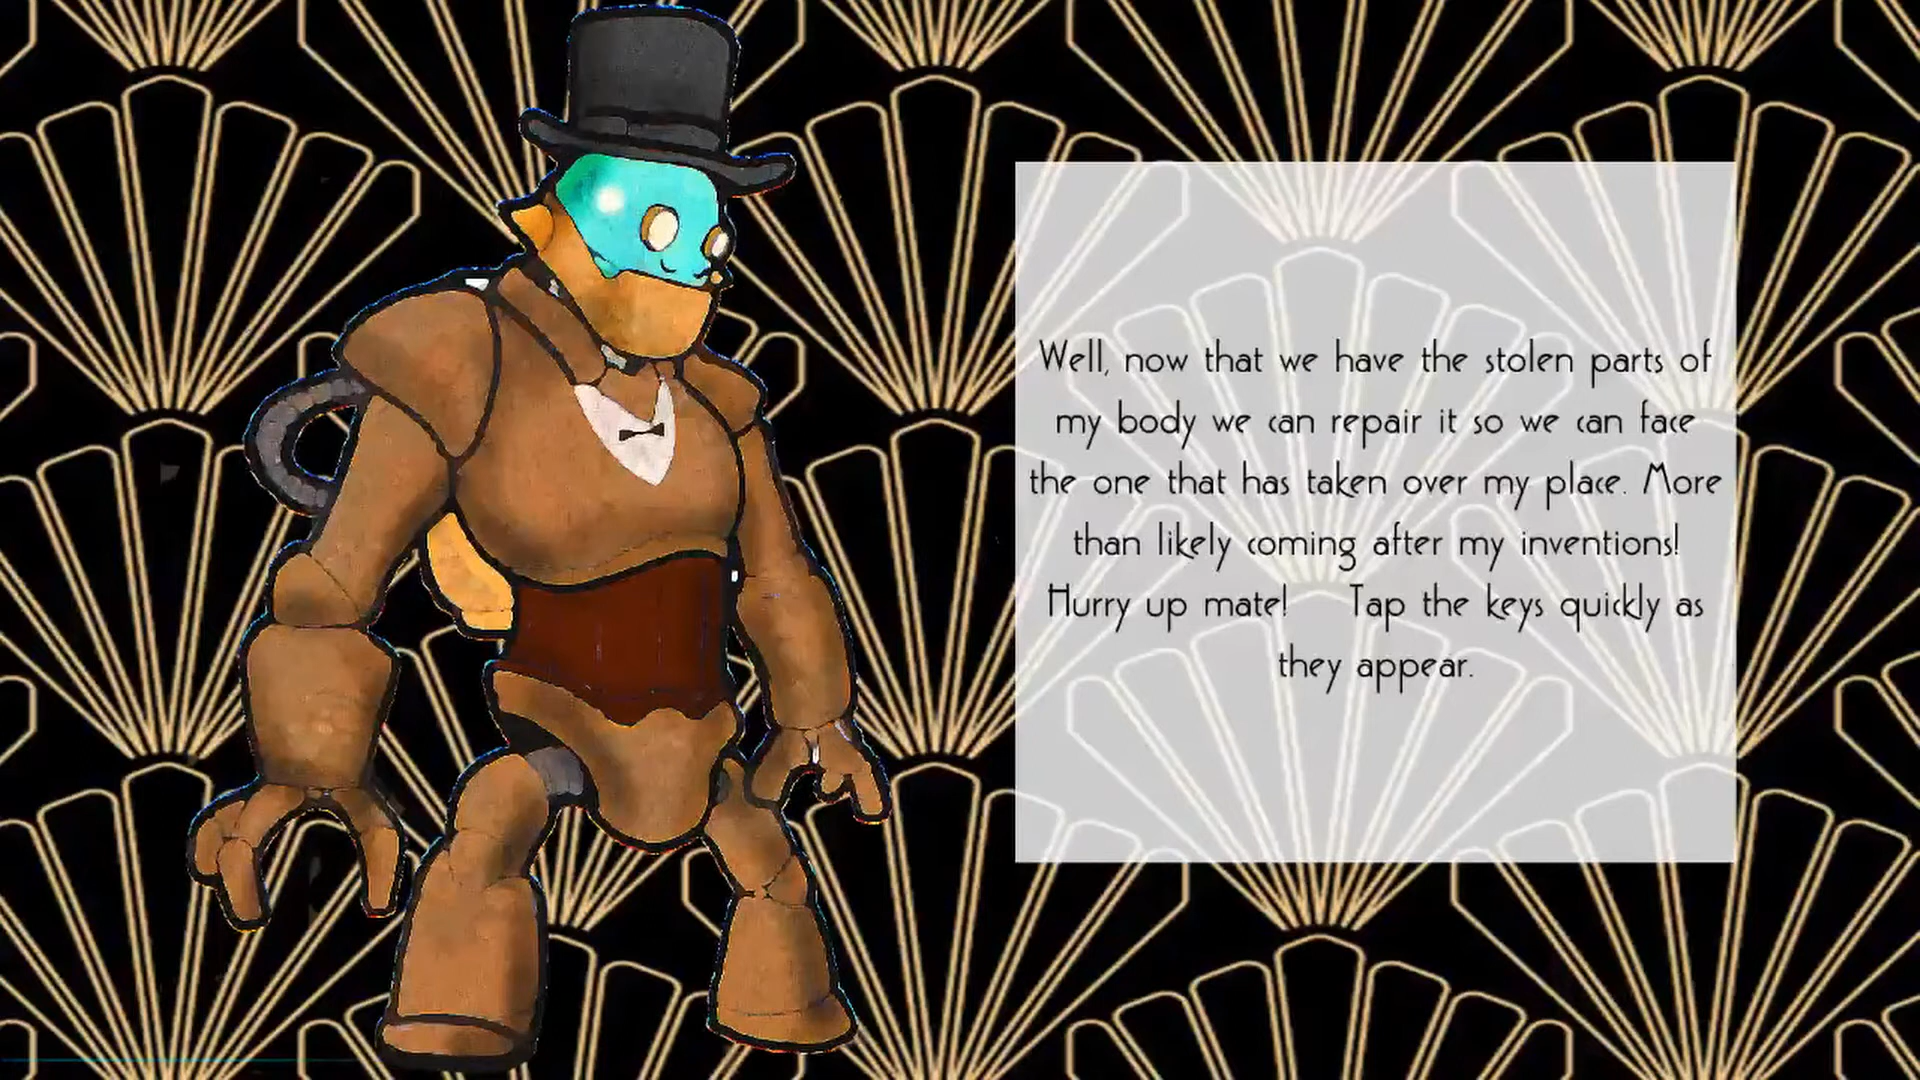 Well, now that we have the stolen parts of
my body we can repair it so we can face
the one that has taken over my place. More
than likely coming after my inventions!
Hurry up mate! Tap the keys quickly as
they appear.